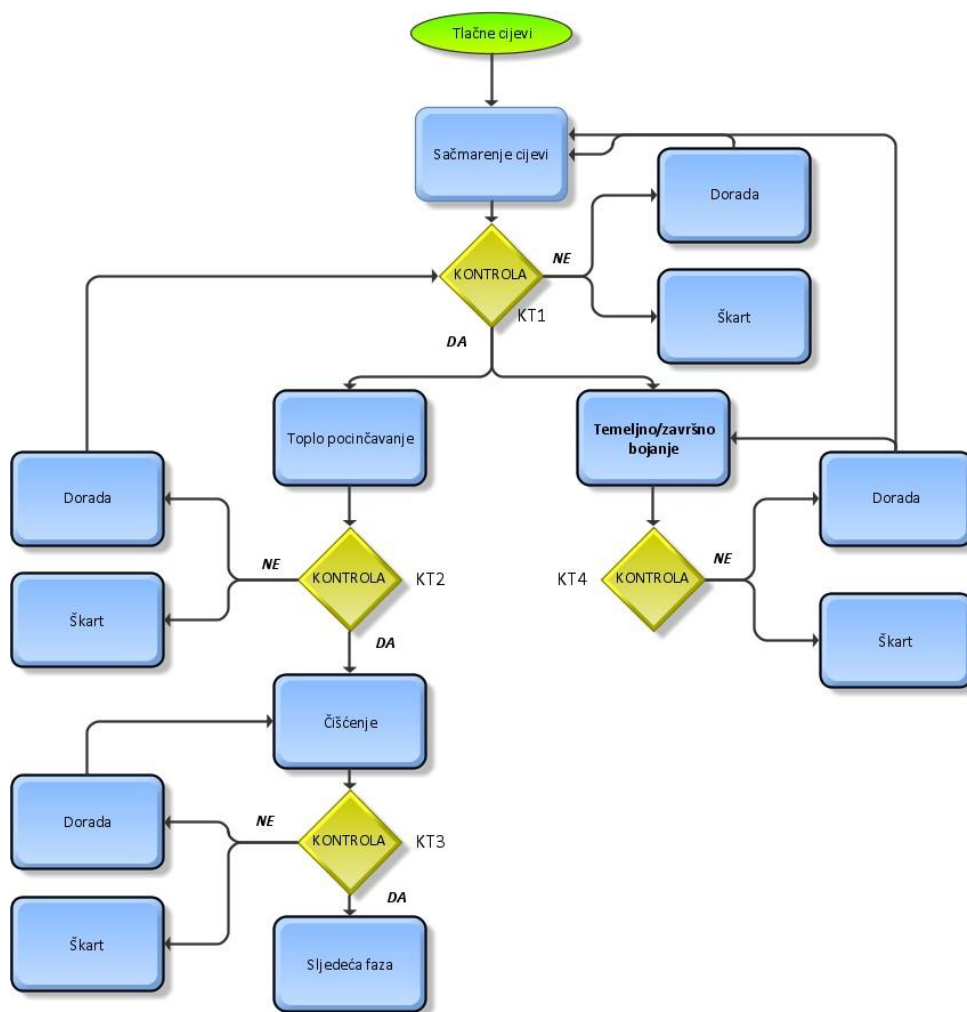 Tlačne cijevi
Sačmarenje cijevi
Dorada
NE
KONTROLA
KT1
Škart
DA
Toplo pocinčavanje
Temeljno/završno
bojanje
Dorada
Dorada
NE
KONTROLA
KT2
KT4
KONTROLA
NE
Škart
Škart
DA
Čišćenje
Dorada
NE
KONTROLA
KT3
DA
Škart
Sljedeća faza